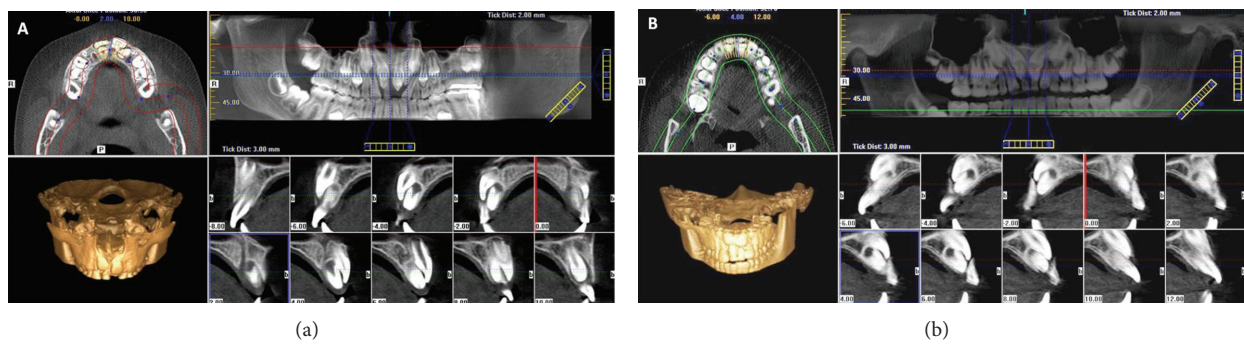 A
-8.00 2.00 10.00
R
P
Tick Dist: 2.00 mm
R
30.00
45.00
Tick Dist: 3.00 mm
-8.00
-6.00
-4.00
-2.00
0.00
b
b
2.00
4.00
6.00
8.00
10.00
b
b
(a)
B
-6.00 4.00 12.00
R
P
Tick Dist: 2.00 mm
R
30.00
45.00
Tick Dist: 3.00 mm
-6.00
-4.00
-2.00
0.00
2.00
b
b
4.00
6.00
8.00
10.00
12.00
b
b
(b)